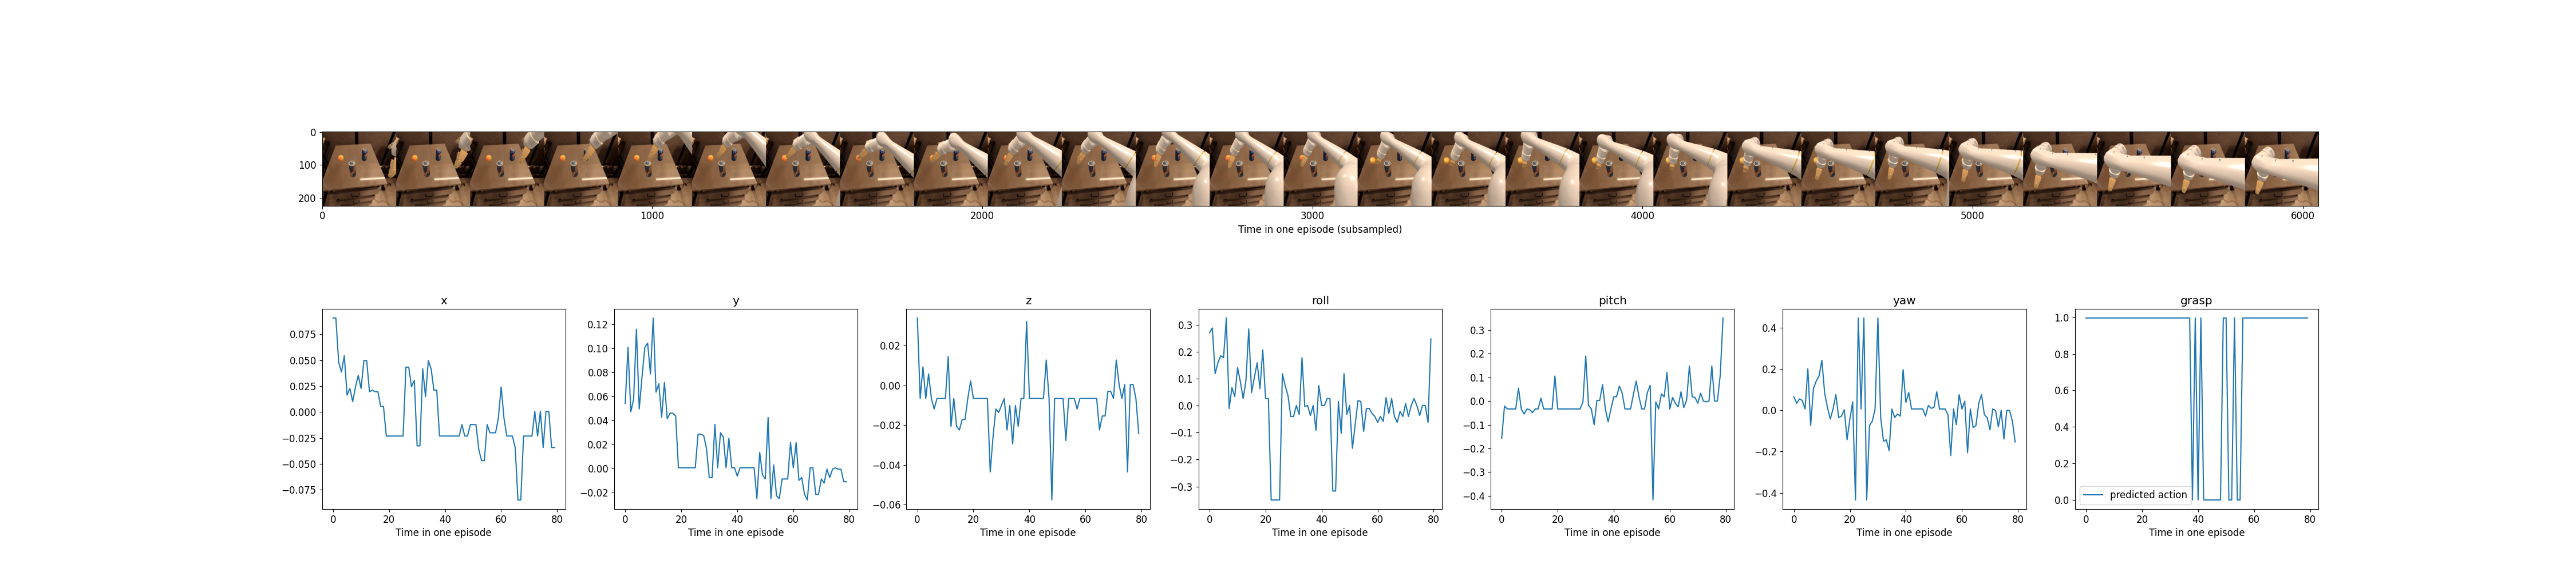 0
100
200
0 1000 2000 3000 4000 5000 6000
Time in one episode (subsampled)
x
0.075
0.050
0.025
0.000
−0.025
−0.050
−0.075
0 20 40 60 80
Time in one episode
y
0.12
0.10
0.08
0.06
0.04
0.02
0.00
−0.02
0 20 40 60 80
Time in one episode
z
0.02
0.00
−0.02
−0.04
−0.06
0 20 40 60 80
Time in one episode
roll
0.3
0.2
0.1
0.0
−0.1
−0.2
−0.3
0 20 40 60 80
Time in one episode
pitch
0.3
0.2
0.1
0.0
−0.1
−0.2
−0.3
−0.4
0 20 40 60 80
Time in one episode
yaw
0.4
0.2
0.0
−0.2
−0.4
0 20 40 60 80
Time in one episode
grasp
1.0
0.8
0.6
0.4
0.2
0.0
predicted action
0 20 40 60 80
Time in one episode